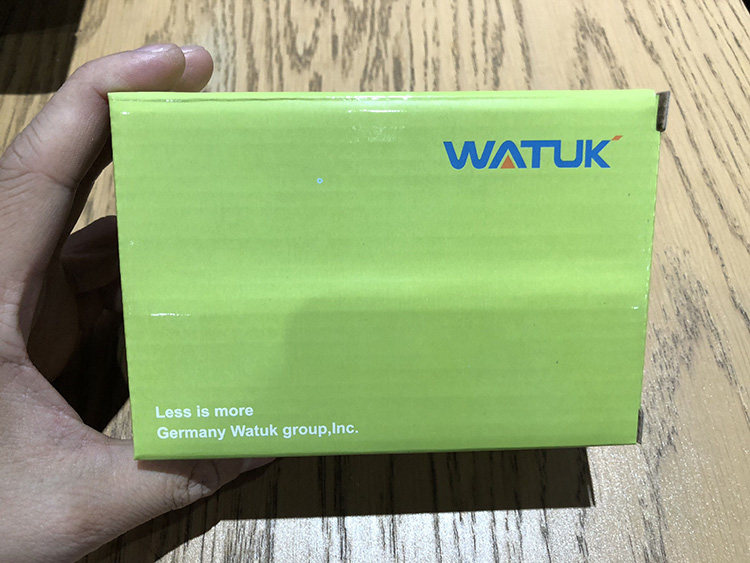 WATUK
Less is more
Germany Watuk group,Inc.